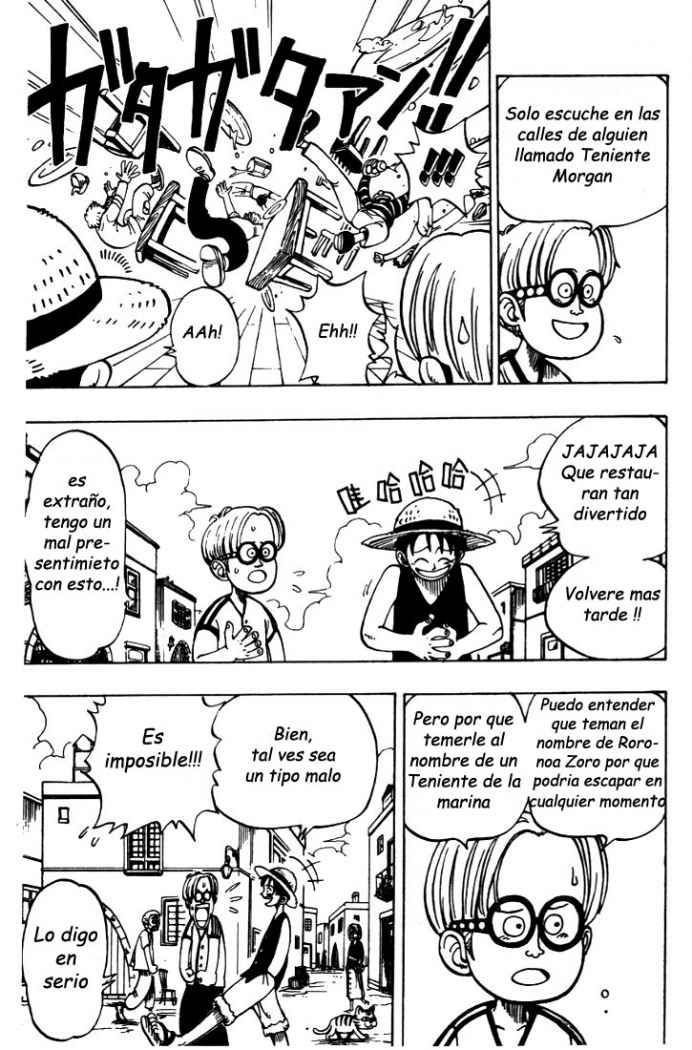 Solo escuche en las
calles de alguien
llamado Teniente
Morgan
ガタガタアン!!
!!!
Ehh!!
AAh!
JAJAJAJA
Que restau-
ran tan
divertido
Volvere mas
tarde !!
哇哈哈哈
es
extraño,
tengo un
mal pre-
sentimieto
con esto...!
Puedo entender
que teman el
nombre de Roro-
noa Zoro por que
podria escapar en
cualquier momento
Pero por que
temerle al
nombre de un
Teniente de la
marina
Bien,
tal ves sea
un tipo malo
Es
imposible!!!
Lo digo
en
serio